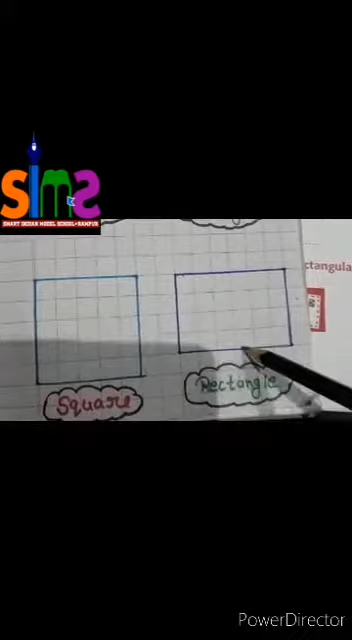 SIMS
SMART INDIAN MODEL SCHOOL-RAMPUR
ctangula
Square
Rectangle
PowerDirector